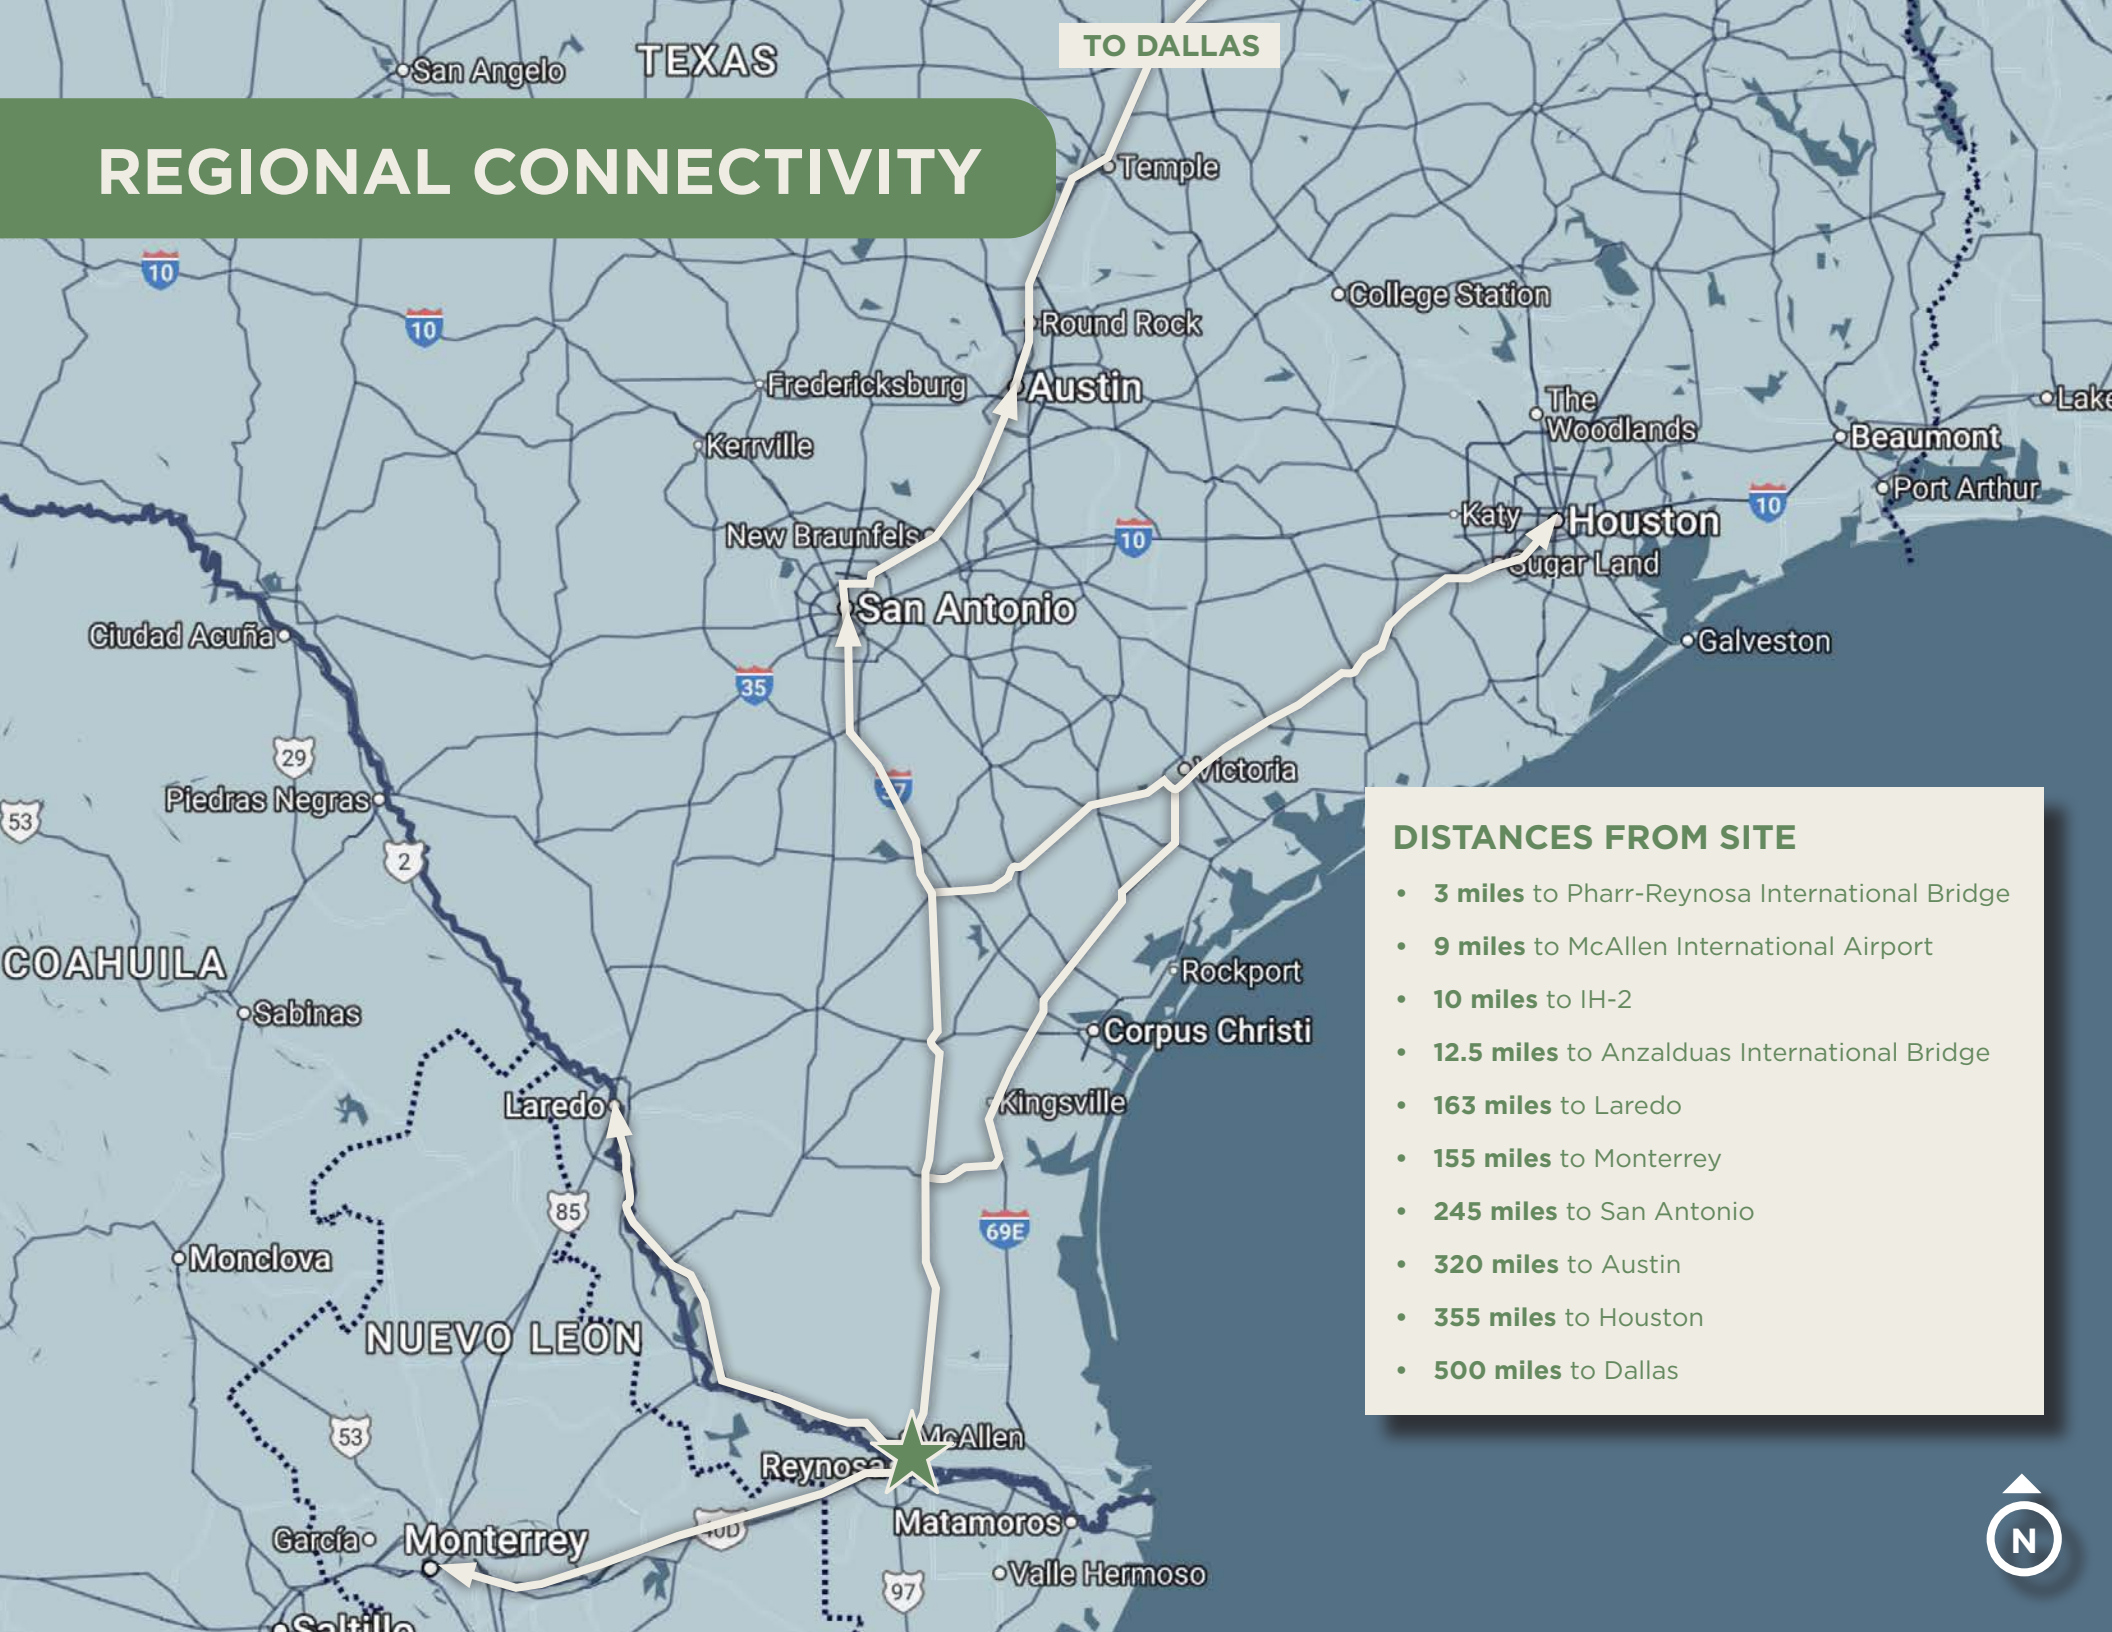 TO DALLAS
San Angelo
TEXAS
REGIONAL CONNECTIVITY
Temple
10
10
College Station
Round Rock
Fredericksburg
Austin
The
Woodlands
Lake
Kerrville
Beaumont
Port Arthur
10
New Braunfels
10
Katy
Houston
Sugar Land
San Antonio
Ciudad Acuña
Galveston
35
29
Piedras Negras
Victoria
37
53
2
DISTANCES FROM SITE
• 3 miles to Pharr-Reynosa International Bridge
• 9 miles to McAllen International Airport
• 10 miles to IH-2
• 12.5 miles to Anzalduas International Bridge
• 163 miles to Laredo
• 155 miles to Monterrey
• 245 miles to San Antonio
• 320 miles to Austin
• 355 miles to Houston
• 500 miles to Dallas
COAHUILA
Rockport
Sabinas
Corpus Christi
Laredo
Kingsville
85
69E
Monclova
NUEVO LEÓN
53
McAllen
Reynosa
40D
Matamoros
García
Monterrey
Valle Hermoso
97
Saltillo
N